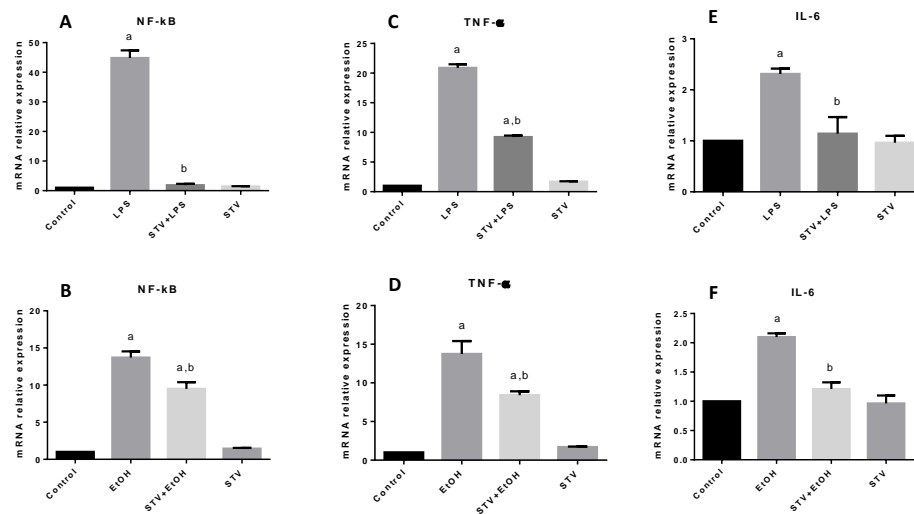 A
NF-kB
mRNA relative expression
50
40
30
20
10
0
a
b
Control
LPS
STV+LPS
STV
C
TNF-α
mRNA relative expression
25
20
15
10
5
0
a
a,b
Control
LPS
STV+LPS
STV
E
IL-6
mRNA relative expression
3
2
1
0
a
b
Control
LPS
STV+LPS
STV
B
NF-kB
mRNA relative expression
20
15
10
5
0
a
a,b
Control
EtOH
STV+EtOH
STV
D
TNF-α
mRNA relative expression
20
15
10
5
0
a
a,b
Control
EtOH
STV+EtOH
STV
F
IL-6
mRNA relative expression
2.5
2.0
1.5
1.0
0.5
0.0
a
b
Control
EtOH
STV+EtOH
STV